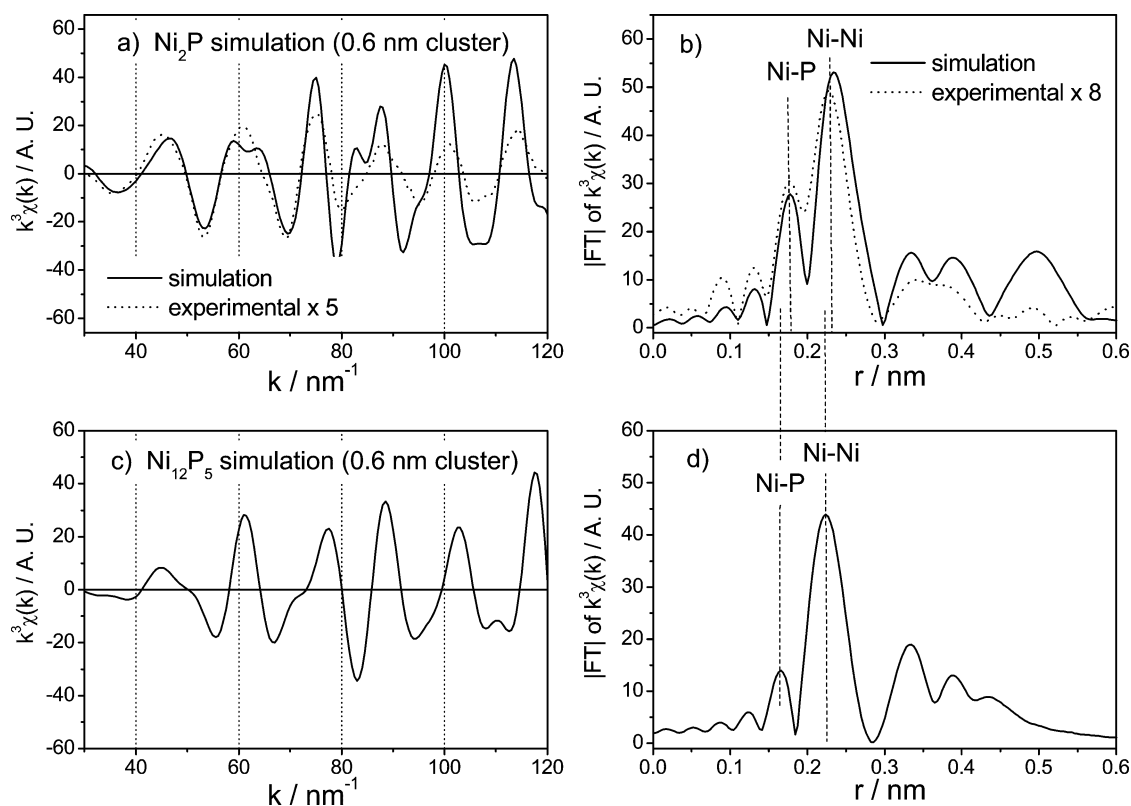 a) Ni₂P simulation (0.6 nm cluster)
60
40
20
0
-20
-40
-60
k³χ(k) / A. U.
simulation
experimental x 5
40 60 80 100 120
k / nm⁻¹
b)
Ni-Ni
Ni-P
simulation
experimental x 8
60
50
40
30
20
10
0
|FT| of k³χ(k) / A. U.
0.0 0.1 0.2 0.3 0.4 0.5 0.6
r / nm
c) Ni₁₂P₅ simulation (0.6 nm cluster)
60
40
20
0
-20
-40
-60
k³χ(k) / A. U.
40 60 80 100 120
k / nm⁻¹
d)
Ni-Ni
Ni-P
60
50
40
30
20
10
0
|FT| of k³χ(k) / A. U.
0.0 0.1 0.2 0.3 0.4 0.5 0.6
r / nm